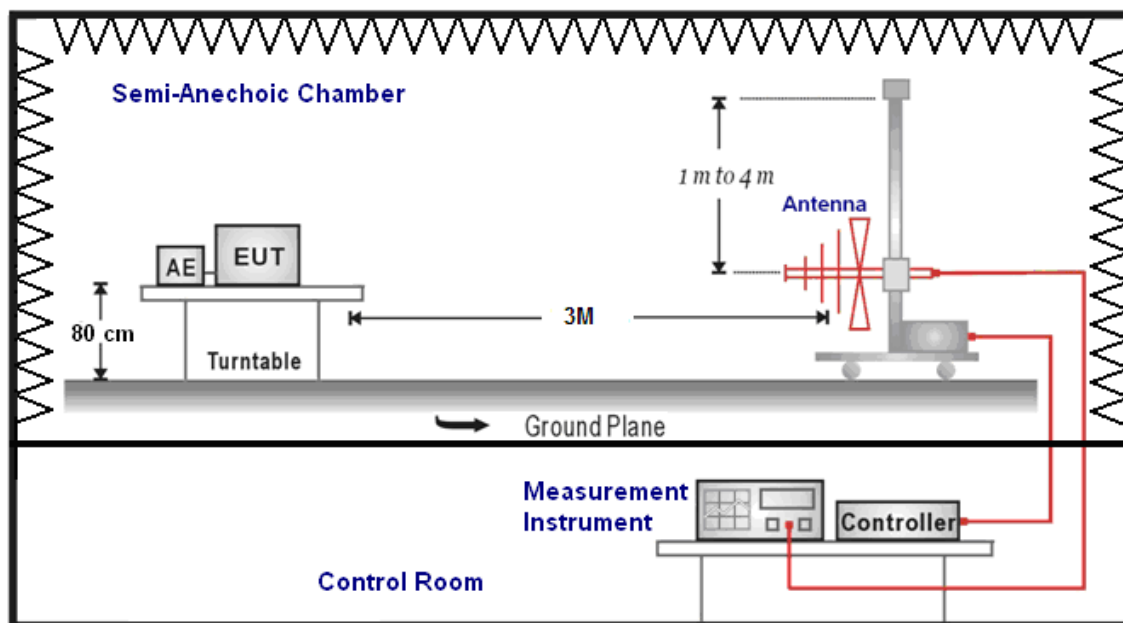 Semi-Anechoic Chamber
1 m to 4 m
Antenna
AE
EUT
80 cm
3M
Turntable
Ground Plane
Measurement
Instrument
Controller
Control Room